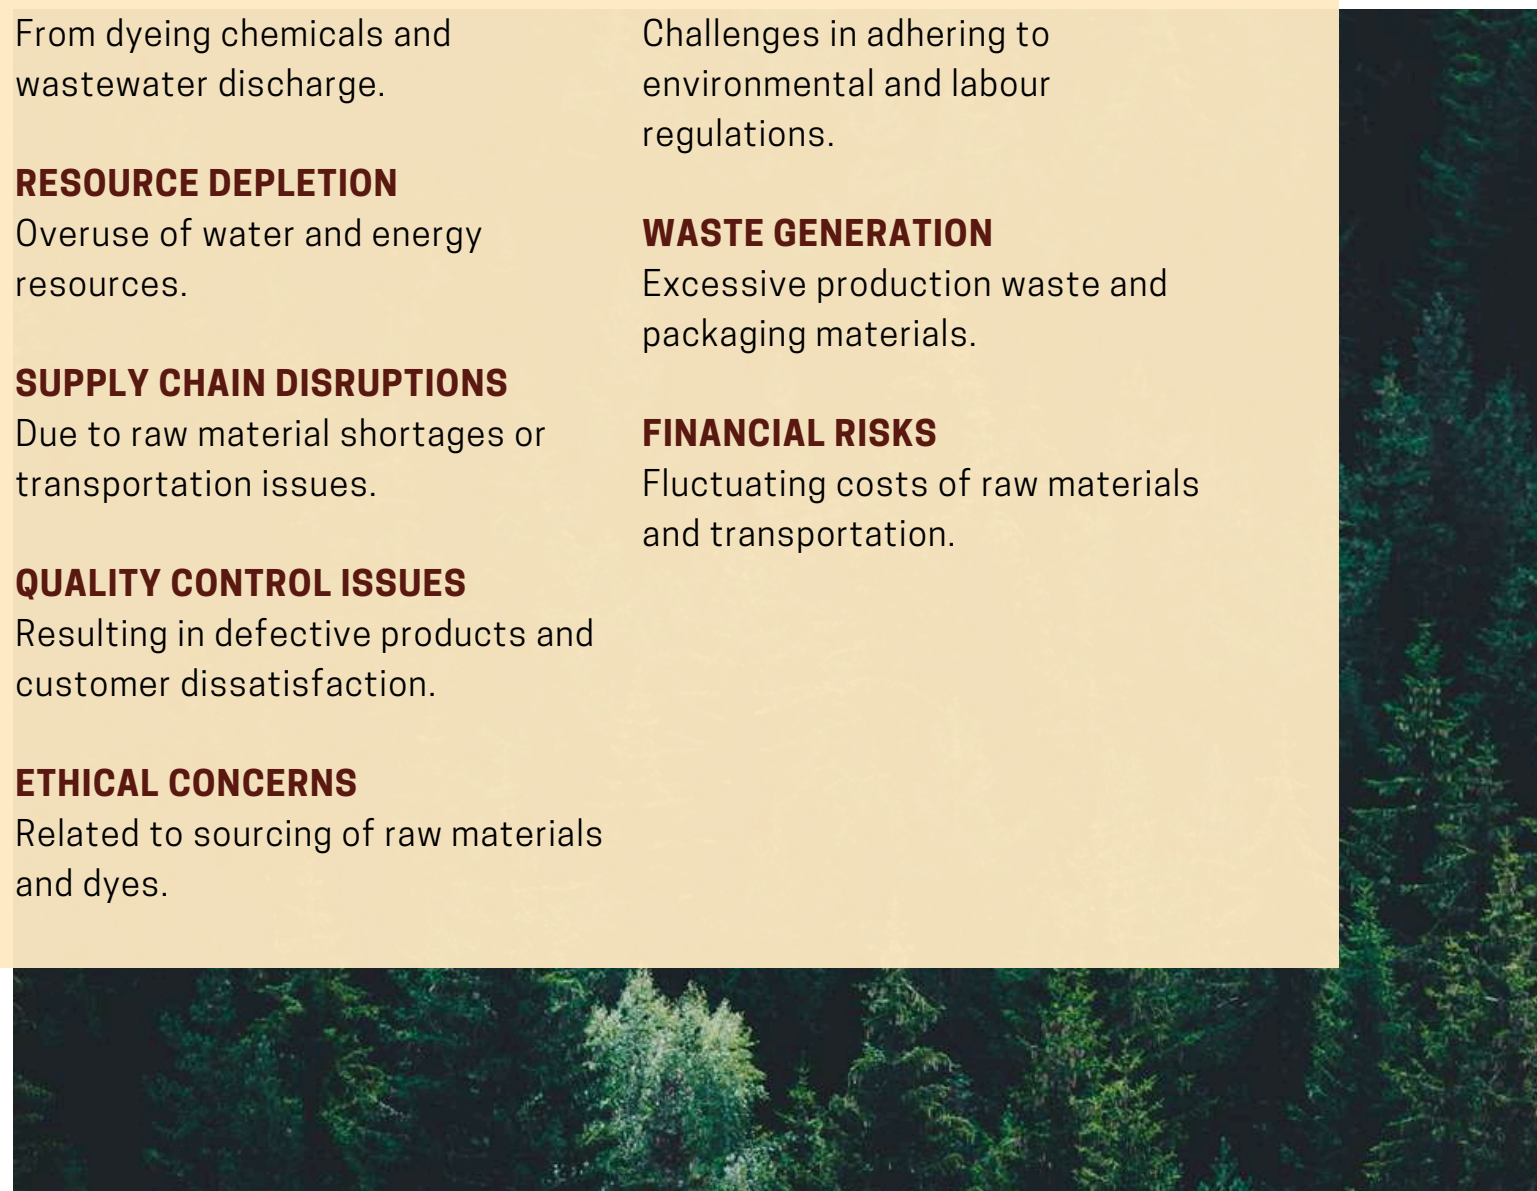 From dyeing chemicals and
wastewater discharge.
RESOURCE DEPLETION
Overuse of water and energy
resources.
SUPPLY CHAIN DISRUPTIONS
Due to raw material shortages or
transportation issues.
QUALITY CONTROL ISSUES
Resulting in defective products and
customer dissatisfaction.
ETHICAL CONCERNS
Related to sourcing of raw materials
and dyes.
Challenges in adhering to
environmental and labour
regulations.
WASTE GENERATION
Excessive production waste and
packaging materials.
FINANCIAL RISKS
Fluctuating costs of raw materials
and transportation.